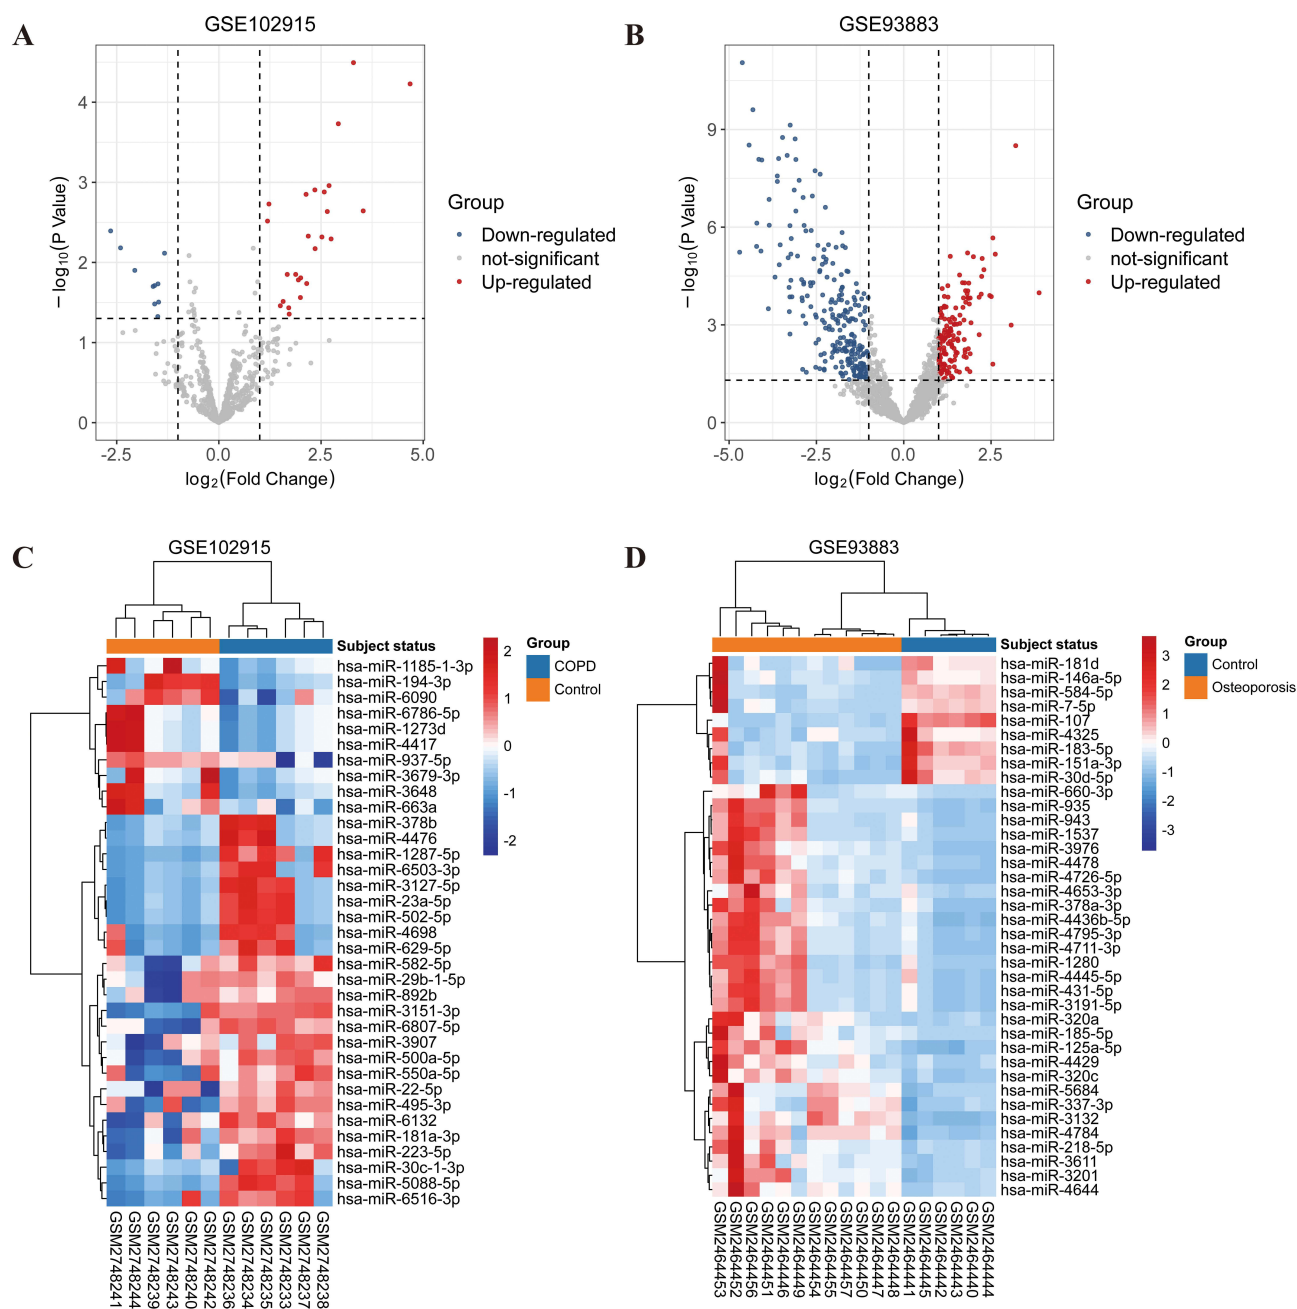 A
GSE102915
4
3
2
1
0
-2.5
0.0
2.5
5.0
−log10(P Value)
log2(Fold Change)
Group
Down-regulated
not-significant
Up-regulated
B
GSE93883
9
6
3
0
-5.0
-2.5
0.0
2.5
−log10(P Value)
log2(Fold Change)
Group
Down-regulated
not-significant
Up-regulated
C
GSE102915
Subject status
hsa-miR-1185-1-3p
hsa-miR-194-3p
hsa-miR-6090
hsa-miR-6786-5p
hsa-miR-1273d
hsa-miR-4417
hsa-miR-937-5p
hsa-miR-3679-3p
hsa-miR-3648
hsa-miR-663a
hsa-miR-378b
hsa-miR-4476
hsa-miR-1287-5p
hsa-miR-6503-3p
hsa-miR-3127-5p
hsa-miR-23a-5p
hsa-miR-502-5p
hsa-miR-4698
hsa-miR-629-5p
hsa-miR-582-5p
hsa-miR-29b-1-5p
hsa-miR-892b
hsa-miR-3151-3p
hsa-miR-6807-5p
hsa-miR-3907
hsa-miR-500a-5p
hsa-miR-550a-5p
hsa-miR-22-5p
hsa-miR-495-3p
hsa-miR-6132
hsa-miR-181a-3p
hsa-miR-223-5p
hsa-miR-30c-1-3p
hsa-miR-5088-5p
hsa-miR-6516-3p
GSM2748241
GSM2748244
GSM2748239
GSM2748243
GSM2748240
GSM2748242
GSM2748236
GSM2748234
GSM2748235
GSM2748233
GSM2748237
GSM2748238
2
1
0
-1
-2
Group
COPD
Control
D
GSE93883
Subject status
hsa-miR-181d
hsa-miR-146a-5p
hsa-miR-584-5p
hsa-miR-7-5p
hsa-miR-107
hsa-miR-4325
hsa-miR-183-5p
hsa-miR-151a-3p
hsa-miR-30d-5p
hsa-miR-660-3p
hsa-miR-935
hsa-miR-943
hsa-miR-1537
hsa-miR-3976
hsa-miR-4478
hsa-miR-4726-5p
hsa-miR-4653-3p
hsa-miR-378a-3p
hsa-miR-4436b-5p
hsa-miR-4795-3p
hsa-miR-4711-3p
hsa-miR-1280
hsa-miR-4445-5p
hsa-miR-431-5p
hsa-miR-3191-5p
hsa-miR-320a
hsa-miR-185-5p
hsa-miR-125a-5p
hsa-miR-4429
hsa-miR-320c
hsa-miR-5684
hsa-miR-337-3p
hsa-miR-3132
hsa-miR-4784
hsa-miR-218-5p
hsa-miR-3611
hsa-miR-3201
hsa-miR-4644
GSM2464453
GSM2464452
GSM2464456
GSM2464451
GSM2464446
GSM2464449
GSM2464454
GSM2464455
GSM2464457
GSM2464450
GSM2464447
GSM2464448
GSM2464441
GSM2464445
GSM2464442
GSM2464443
GSM2464440
GSM2464444
3
2
1
0
-1
-2
-3
Group
Control
Osteoporosis